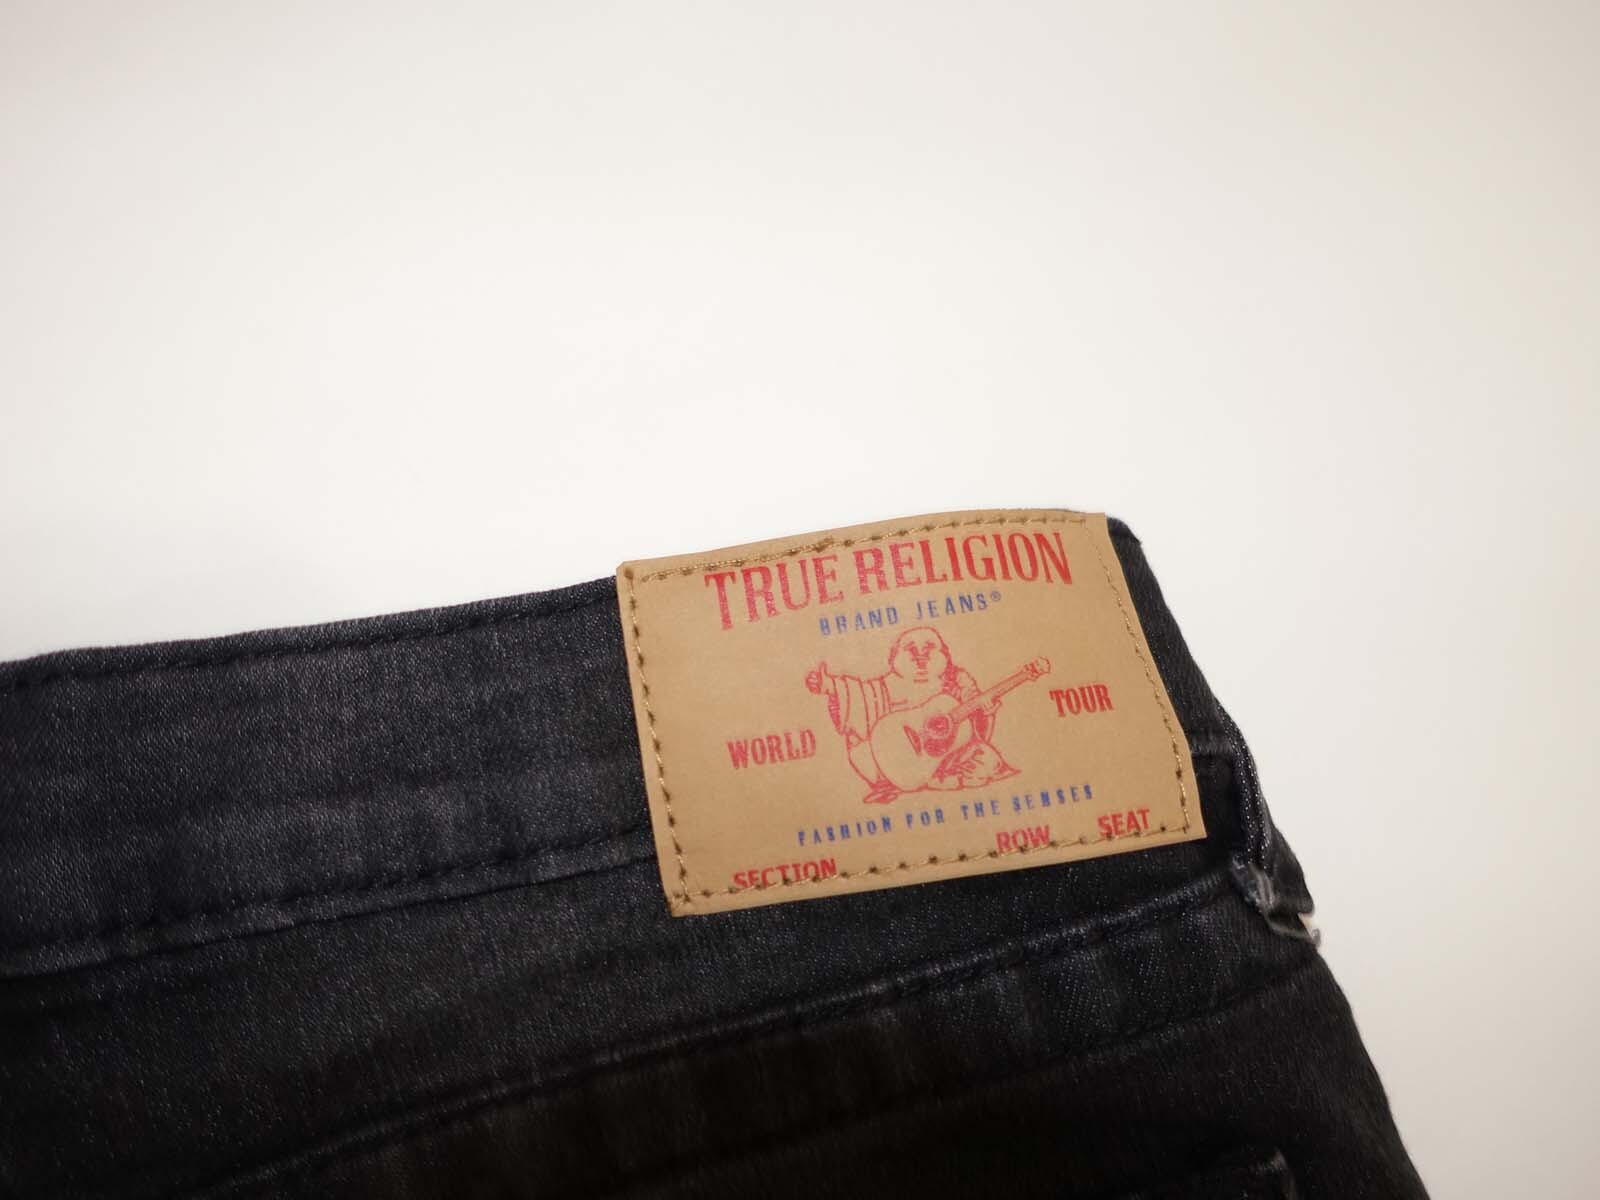 TRUE RELIGION
BRAND JEANS®
WORLD TOUR
FASHION FOR THE SENSES
SECTION ROW SEAT